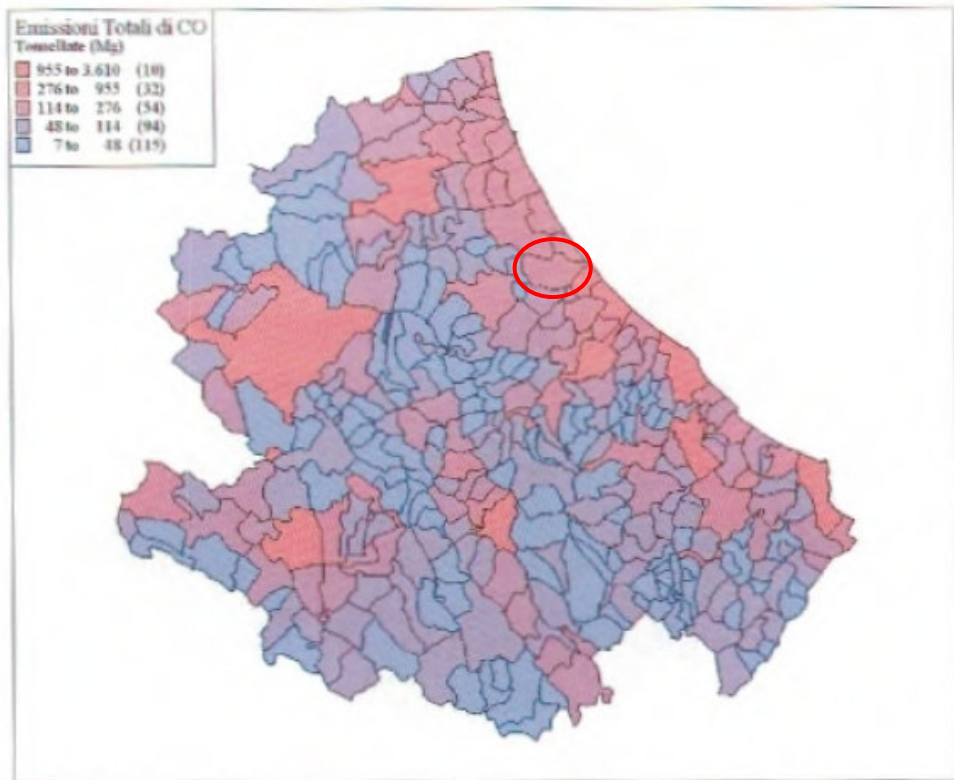 Emissioni Totali di CO
Tonnellate (Mg)
955 to 3.610 (10)
276 to 955 (32)
114 to 276 (54)
48 to 114 (94)
7 to 48 (115)